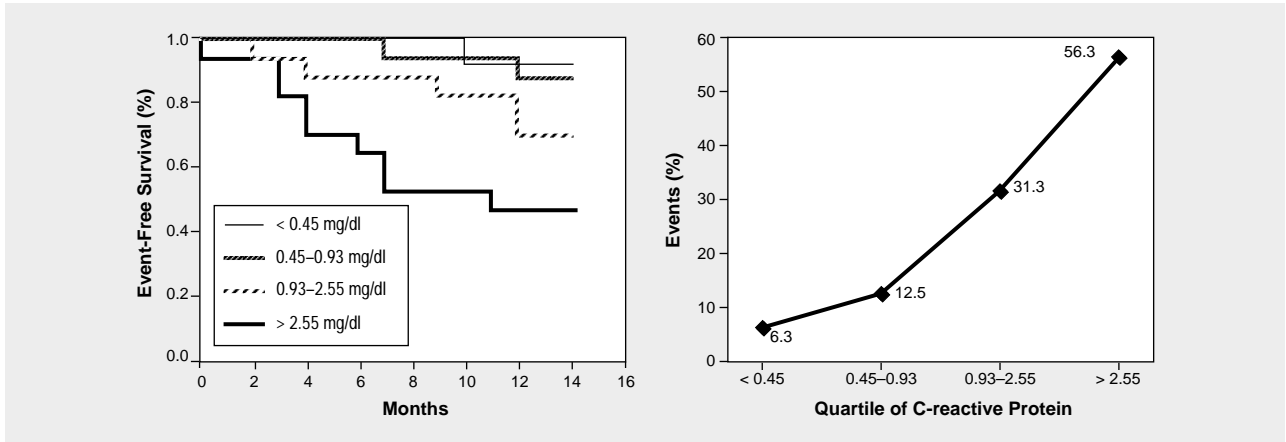 Event-Free Survival (%)
1.0
0.8
0.6
0.4
0.2
0.0
< 0.45 mg/dl
0.45–0.93 mg/dl
0.93–2.55 mg/dl
> 2.55 mg/dl
0 2 4 6 8 10 12 14 16
Months
Events (%)
60
50
40
30
20
10
0
56.3
31.3
12.5
6.3
< 0.45 0.45–0.93 0.93–2.55 > 2.55
Quartile of C-reactive Protein